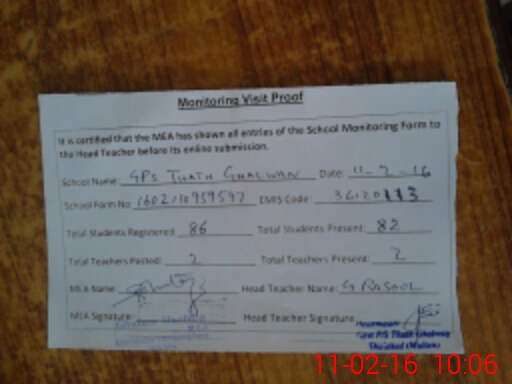 Monitoring Visit Proof
It is certified that the MEA has shown all entries of the School Monitoring Form to
the Head Teacher before its online submission.
School Name: GPS THATH GHALWAN Date: 11-2-16
School Form No: 1602110959597 EMIS Code: 36120113
Total Students Registered: 86 Total Students Present: 82
Total Teachers Posted: 2 Total Teachers Present: 2
MEA Name: Head Teacher Name: G RASOOL
MEA Signature: Head Teacher Signature:
11-02-16 10:06